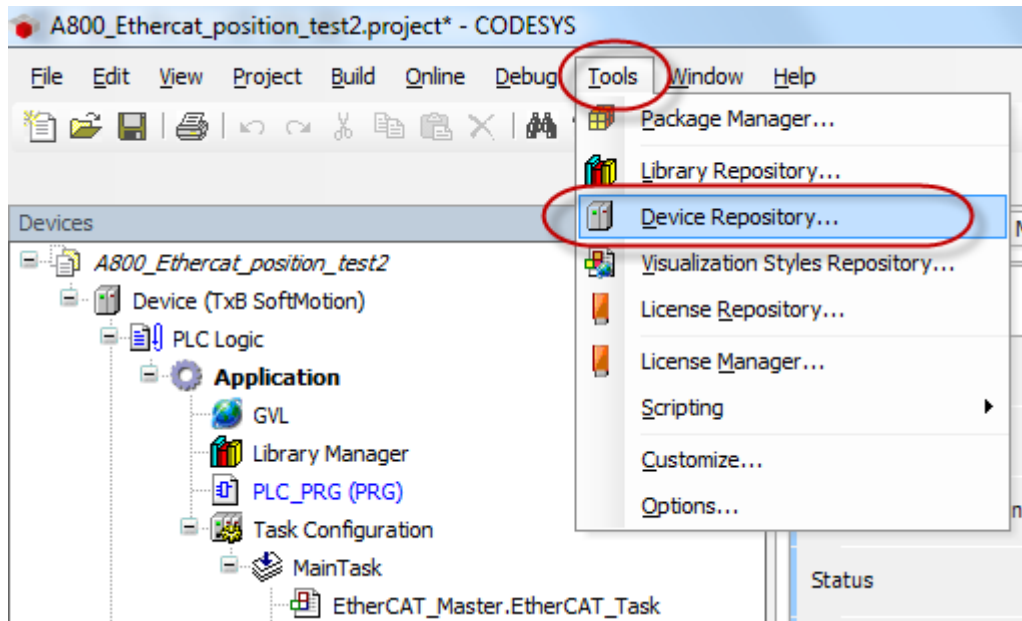 A800_Ethercat_position_test2.project* - CODESYS
File Edit View Project Build Online Debug Tools Window Help
Package Manager...
Library Repository...
Device Repository...
Visualization Styles Repository...
License Repository...
License Manager...
Scripting
Customize...
Options...
Devices
A800_Ethercat_position_test2
Device (TxB SoftMotion)
PLC Logic
Application
GVL
Library Manager
PLC_PRG (PRG)
Task Configuration
MainTask
EtherCAT_Master.EtherCAT_Task
Status